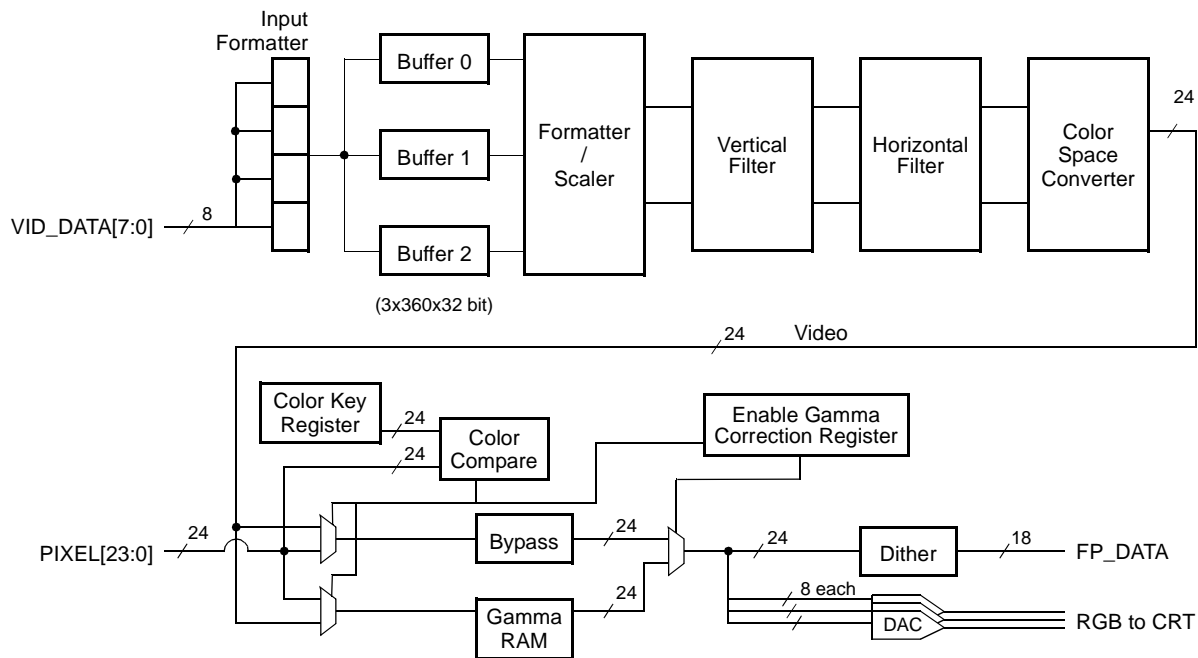 Input
Formatter
Buffer 0
Buffer 1
Buffer 2
(3x360x32 bit)
Formatter
/
Scaler
Vertical
Filter
Horizontal
Filter
Color
Space
Converter
24
VID_DATA[7:0]
8
24
Video
Color Key
Register
24
24
Color
Compare
Enable Gamma
Correction Register
PIXEL[23:0]
24
Bypass
24
Gamma
RAM
24
24
Dither
18
FP_DATA
8 each
DAC
RGB to CRT